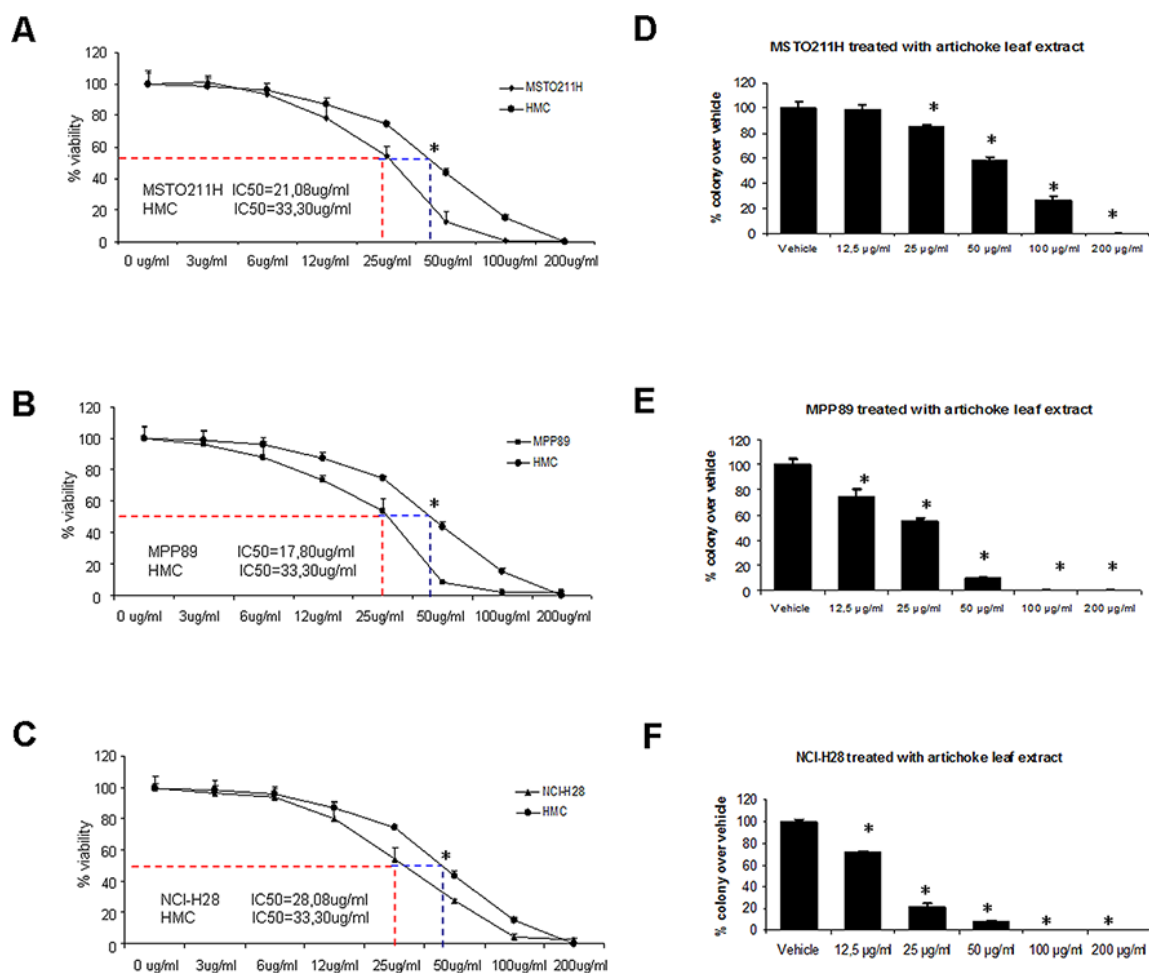 A
120
100
80
60
40
20
0
% viability
MSTO211H
HMC
*
MSTO211H IC50=21,08ug/ml
HMC IC50=33,30ug/ml
0 ug/ml 3ug/ml 6ug/ml 12ug/ml 25ug/ml 50ug/ml 100ug/ml 200ug/ml
D
MSTO211H treated with artichoke leaf extract
120
100
80
60
40
20
0
% colony over vehicle
* * * *
Vehicle 12,5 µg/ml 25 µg/ml 50 µg/ml 100 µg/ml 200 µg/ml
B
120
100
80
60
40
20
0
% viability
MPP89
HMC
*
MPP89 IC50=17,80ug/ml
HMC IC50=33,30ug/ml
0 ug/ml 3ug/ml 6ug/ml 12ug/ml 25ug/ml 50ug/ml 100ug/ml 200ug/ml
E
MPP89 treated with artichoke leaf extract
120
100
80
60
40
20
0
% colony over vehicle
* * * * *
Vehicle 12,5 µg/ml 25 µg/ml 50 µg/ml 100 µg/ml 200 µg/ml
C
120
100
80
60
40
20
0
% viability
NCI-H28
HMC
*
NCI-H28 IC50=28,08ug/ml
HMC IC50=33,30ug/ml
0 ug/ml 3ug/ml 6ug/ml 12ug/ml 25ug/ml 50ug/ml 100ug/ml 200ug/ml
F
NCI-H28 treated with artichoke leaf extract
120
100
80
60
40
20
0
% colony over vehicle
* * * * *
Vehicle 12,5 µg/ml 25 µg/ml 50 µg/ml 100 µg/ml 200 µg/ml